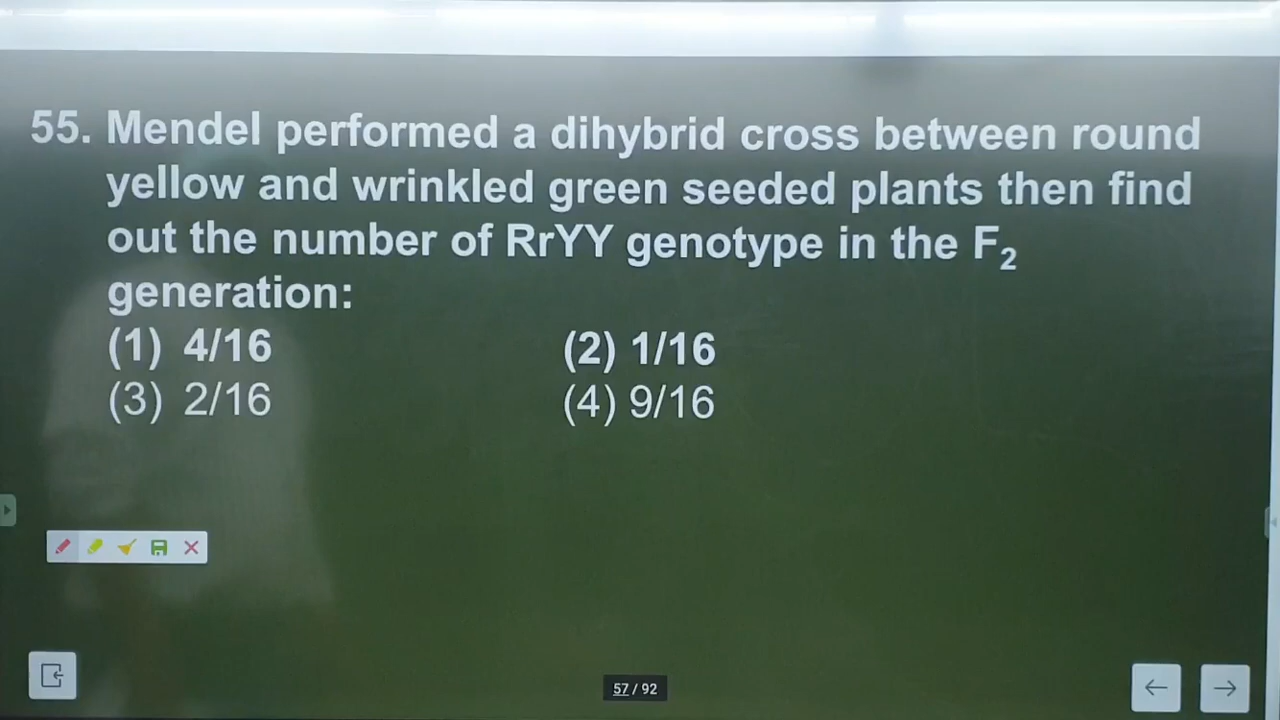 55. Mendel performed a dihybrid cross between round
yellow and wrinkled green seeded plants then find
out the number of RrYY genotype in the F₂
generation:
(1) 4/16 (2) 1/16
(3) 2/16 (4) 9/16
57 / 92